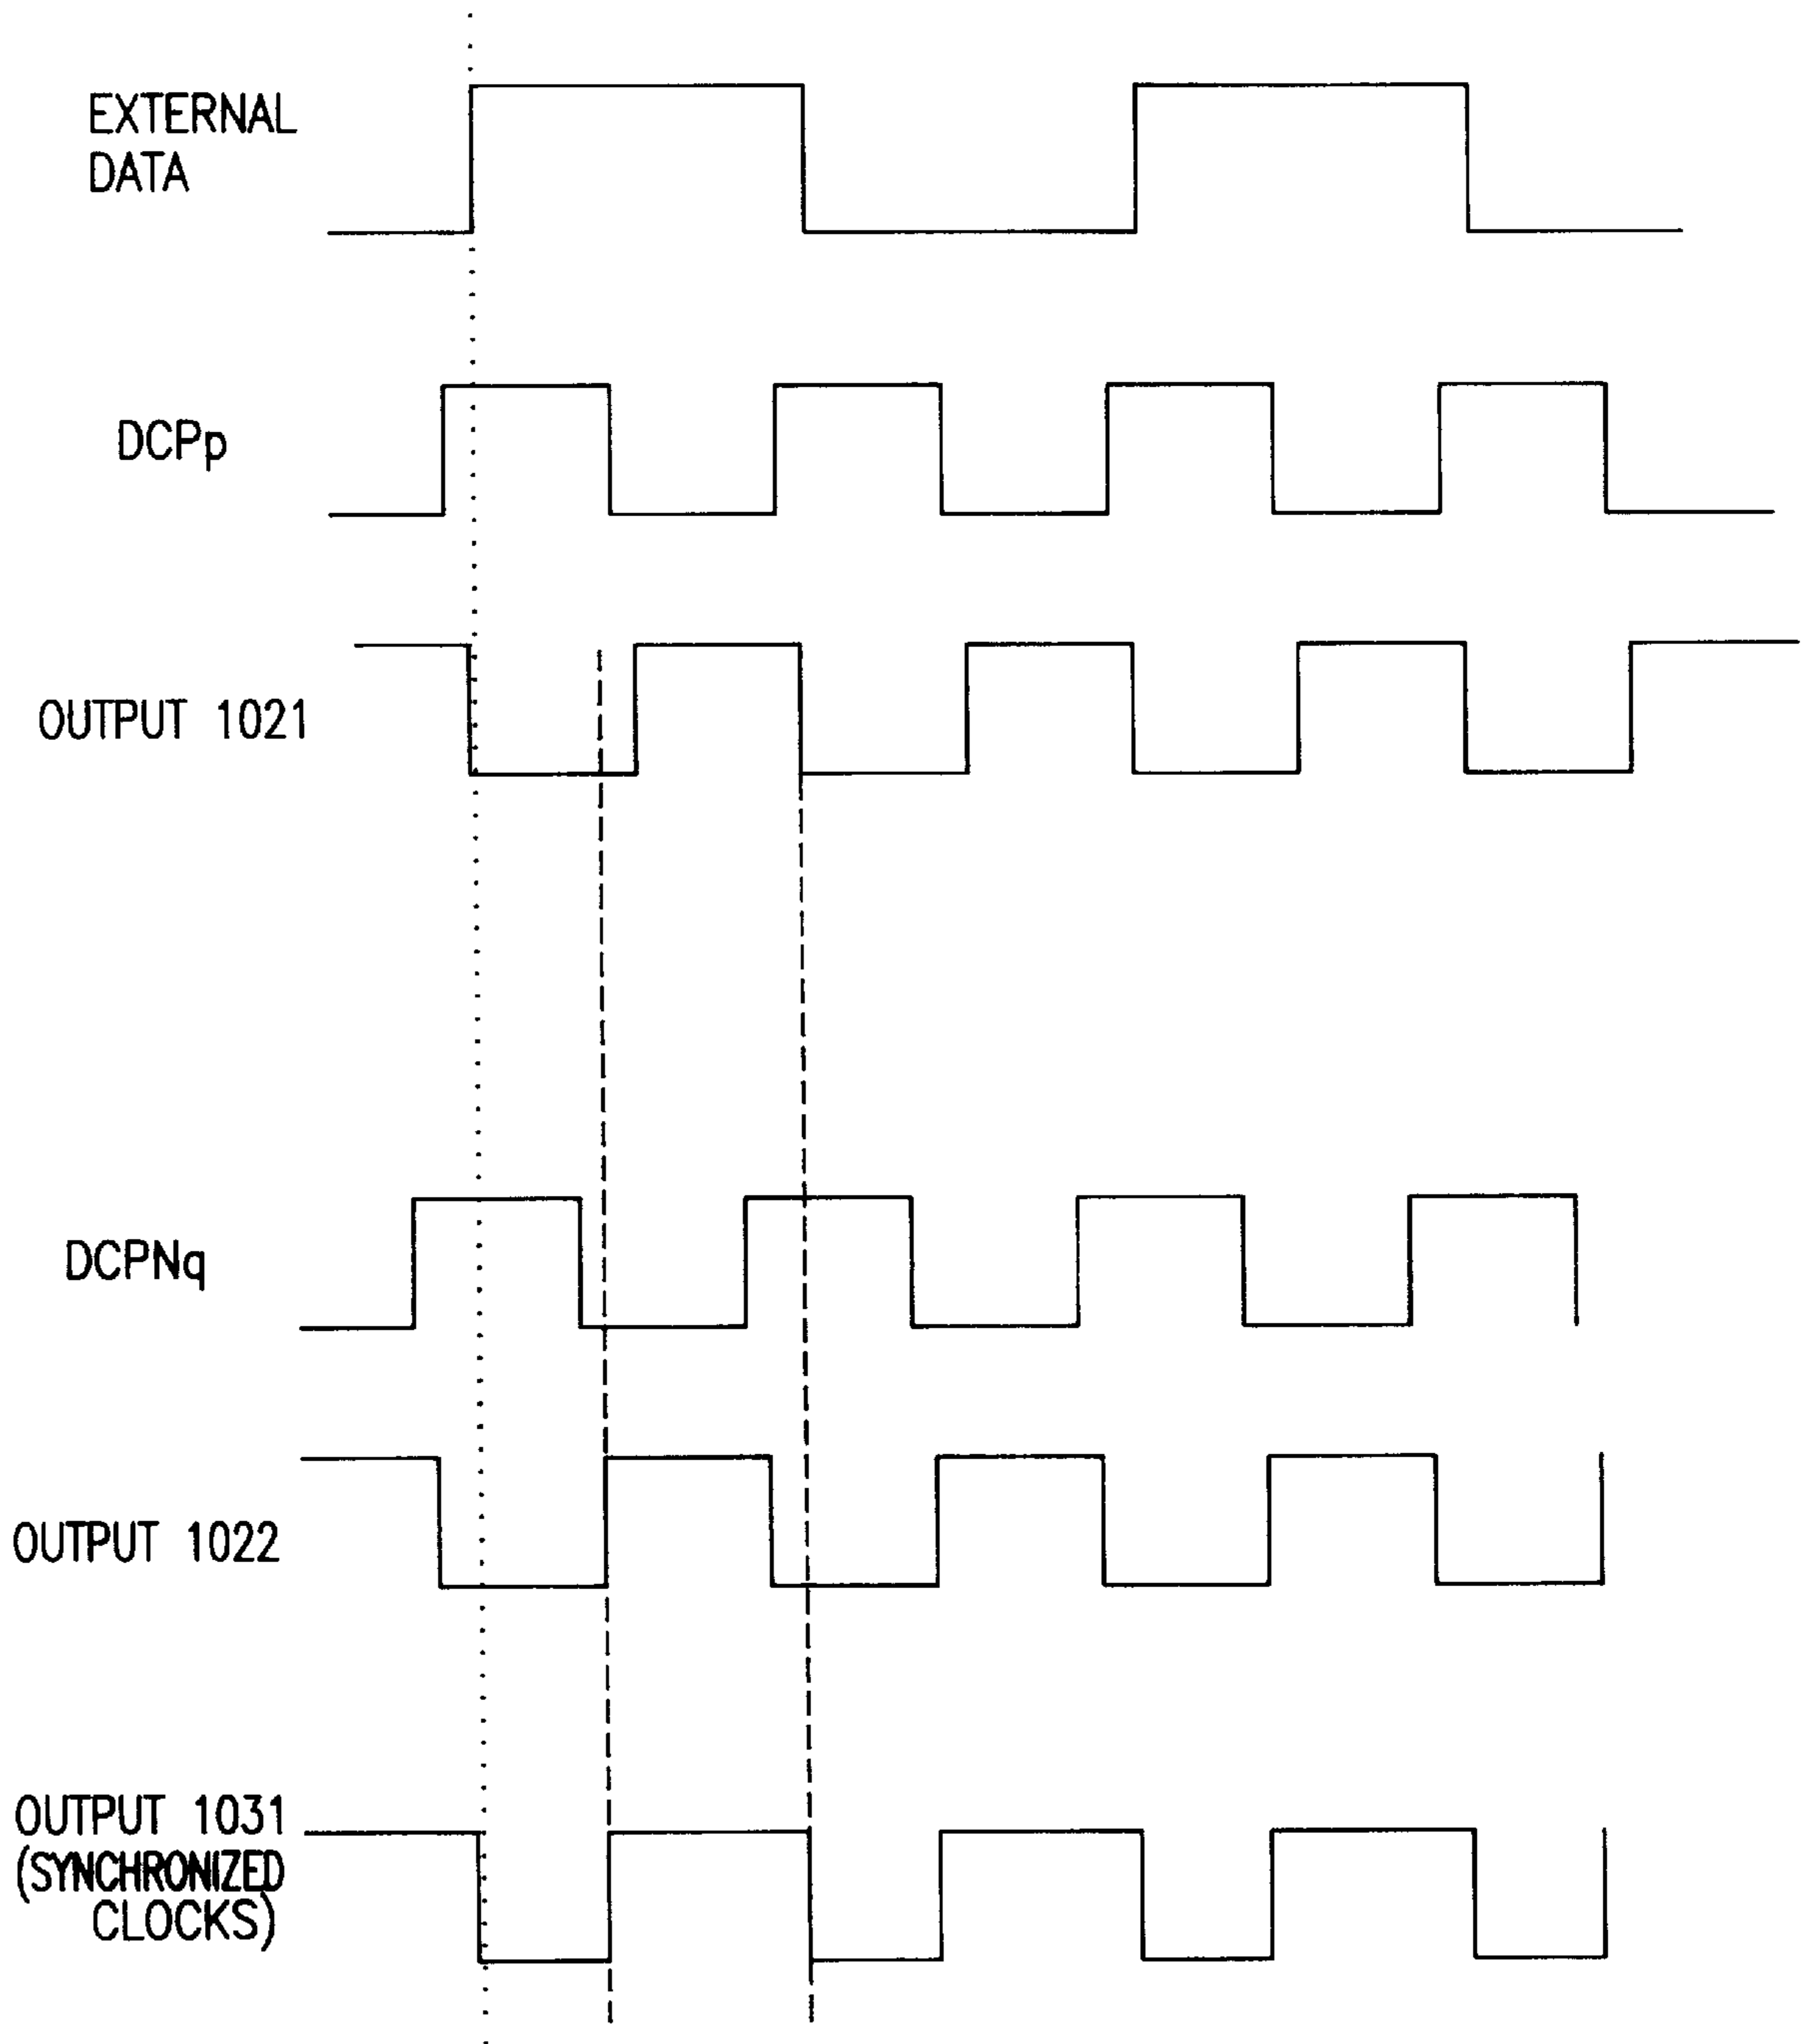 EXTERNAL
DATA
DCPp
OUTPUT 1021
DCPNq
OUTPUT 1022
OUTPUT 1031
(SYNCHRONIZED
CLOCKS)